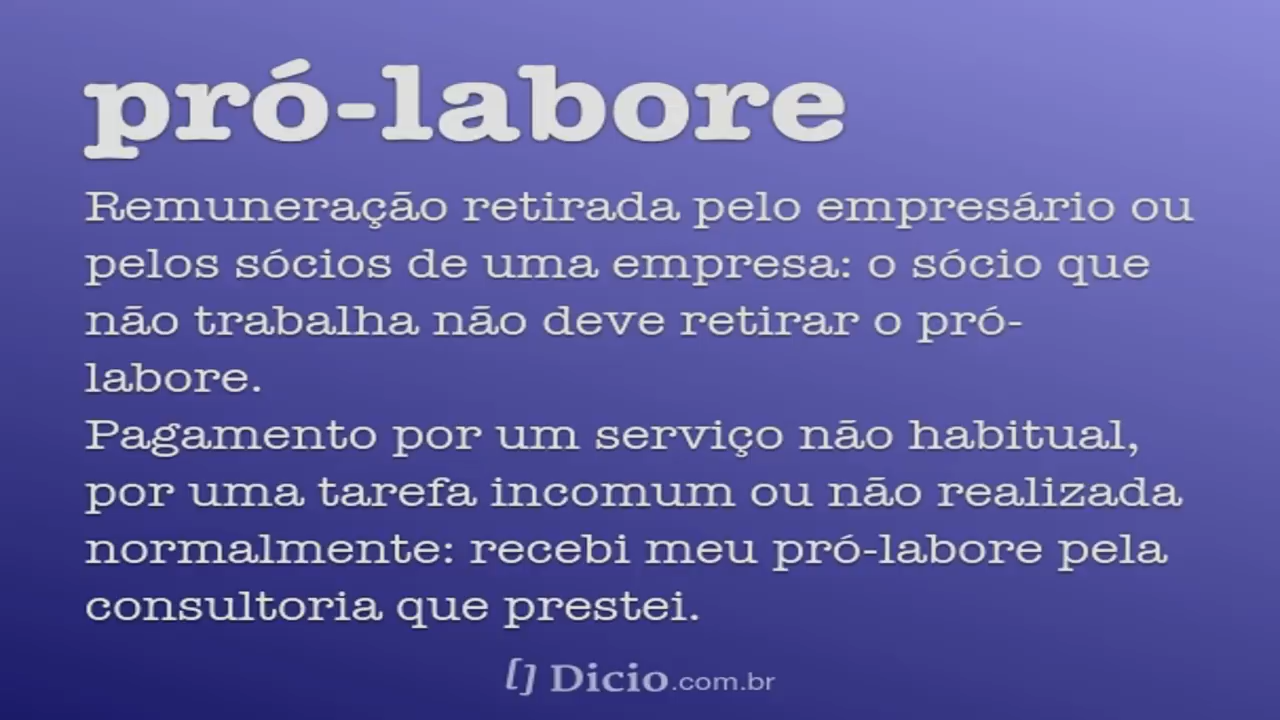 pró-labore
Remuneração retirada pelo empresário ou
pelos sócios de uma empresa: o sócio que
não trabalha não deve retirar o pró-
labore.
Pagamento por um serviço não habitual,
por uma tarefa incomum ou não realizada
normalmente: recebi meu pró-labore pela
consultoria que prestei.
[] Dicio.com.br